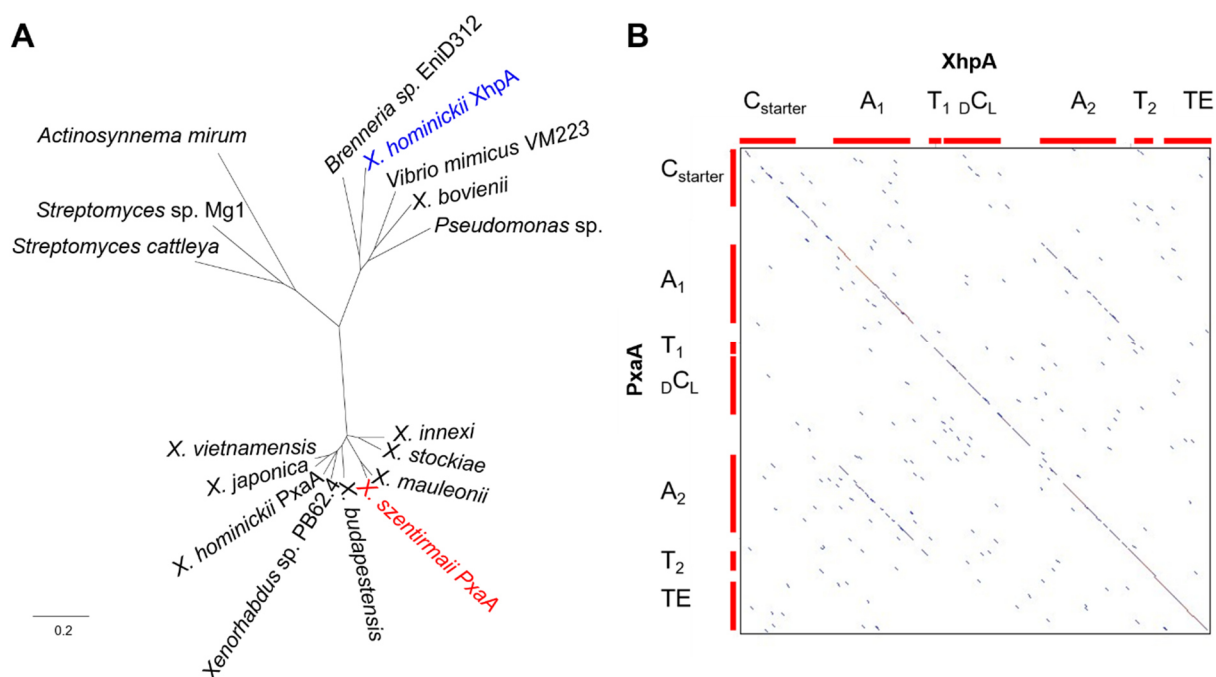 A
Brenneria sp. EniD312
X. hominickii XhpA
Vibrio mimicus VM223
X. bovienii
Pseudomonas sp.
Actinosynnema mirum
Streptomyces sp. Mg1
Streptomyces cattleya
X. innexi
X. stockiae
X. mauleonii
X. szentirmaii PxaA
X. budapestensis
Xenorhabdus sp. PB62.4
X. hominickii PxaA
X. japonica
X. vietnamensis
0.2
B
XhpA
Cstarter A1 T1 DCL A2 T2 TE
PxaA
Cstarter
A1
T1
DCL
A2
T2
TE